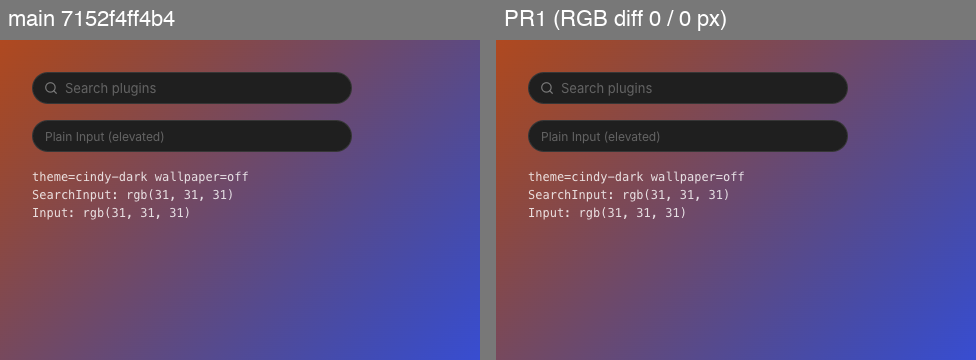 main 7152f4ff4b4
Search plugins
Plain Input (elevated)
theme=cindy-dark wallpaper=off
SearchInput: rgb(31, 31, 31)
Input: rgb(31, 31, 31)
PR1 (RGB diff 0 / 0 px)
Search plugins
Plain Input (elevated)
theme=cindy-dark wallpaper=off
SearchInput: rgb(31, 31, 31)
Input: rgb(31, 31, 31)